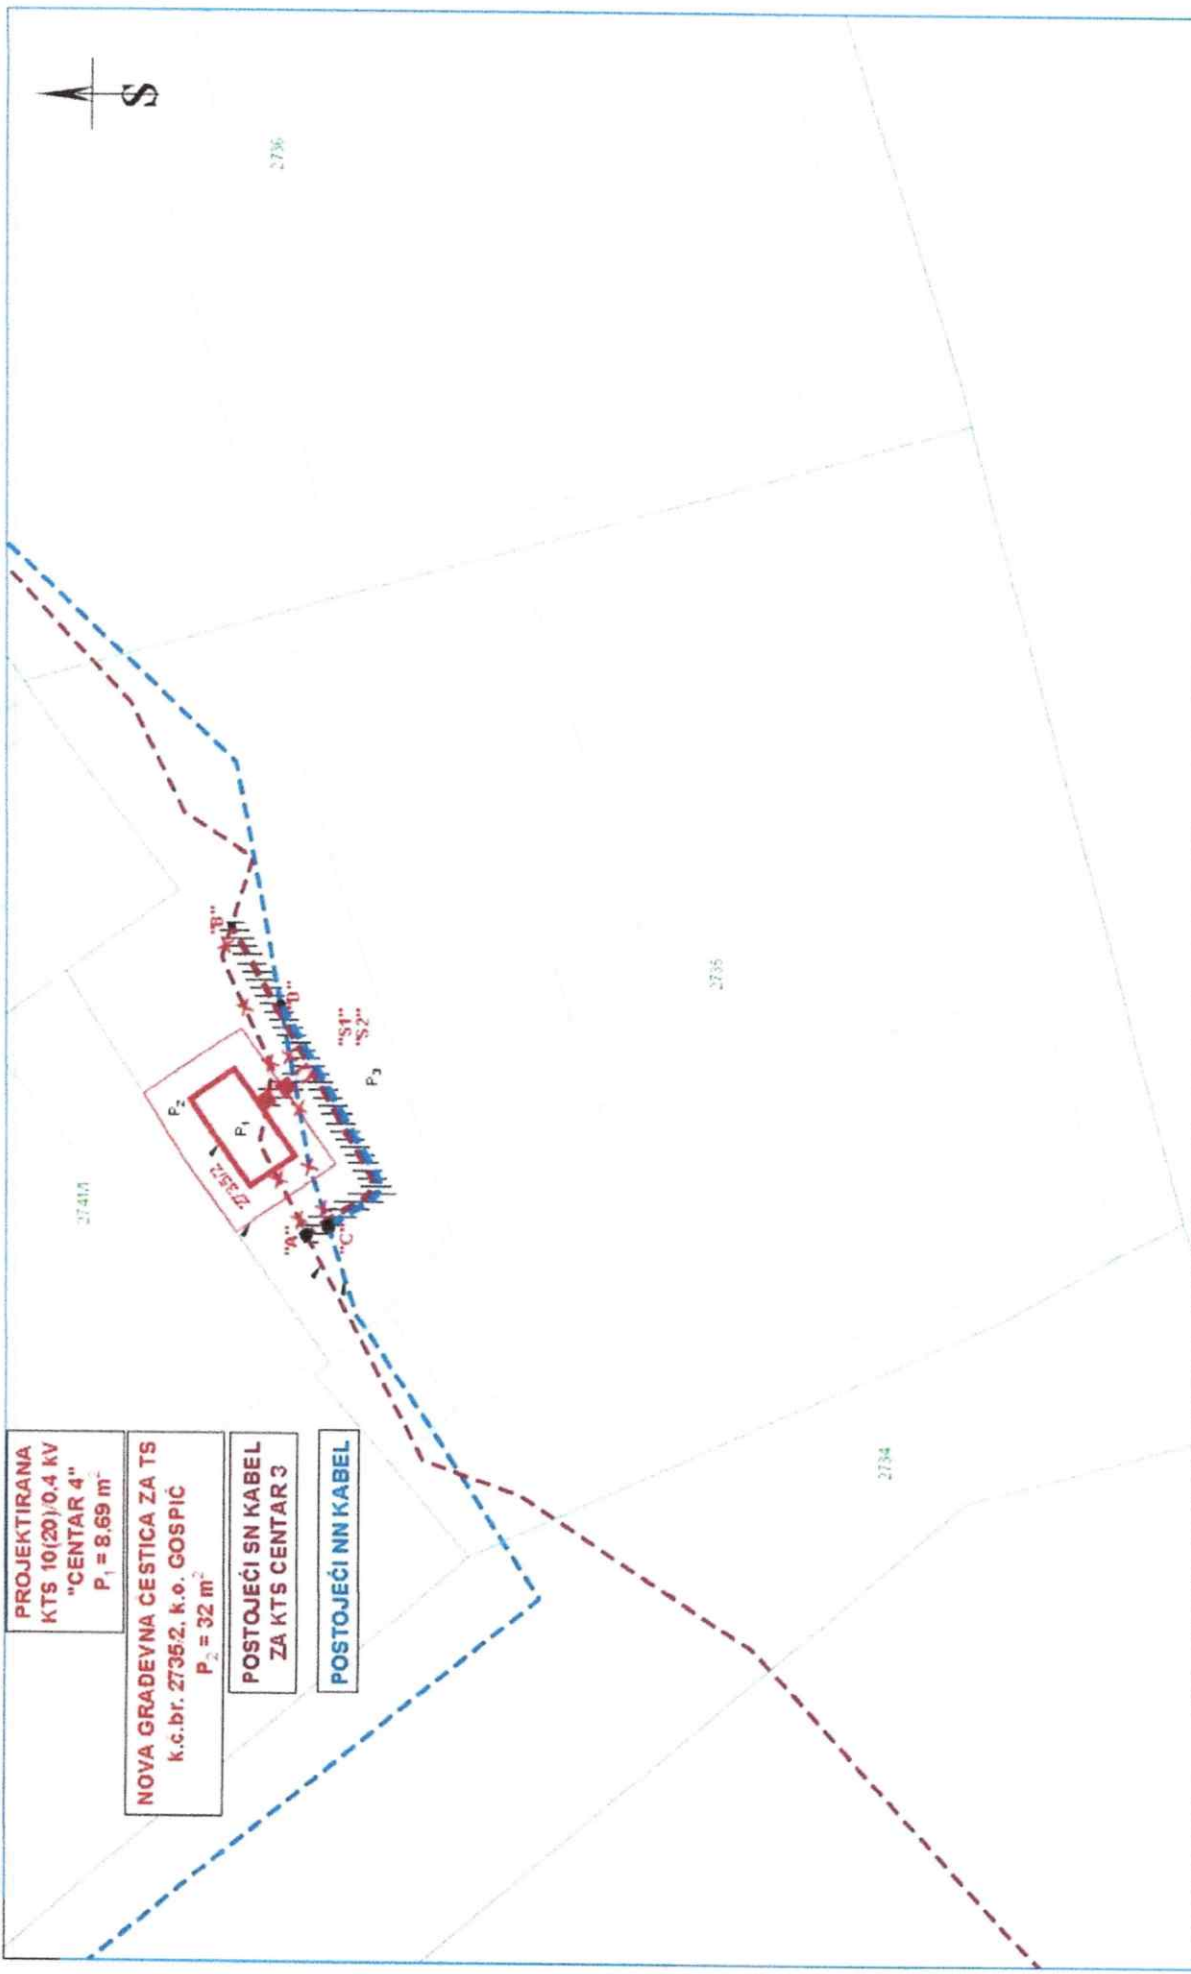 PROJEKTIRANA
KTS 10(20)/0.4 kV
"CENTAR 4"
P₁ = 8.69 m²
NOVA GRAĐEVNA ČESTICA ZA TS
k.č.br. 2735/2, k.o. GOSPIĆ
P₂ = 32 m²
POSTOJEĆI SN KABEL
ZA KTS CENTAR 3
POSTOJEĆI NN KABEL
S
2741/1
2736
P₂
P₁
2735/2
"A"
"B"
"C"
"D"
"S1"
"S2"
P₃
2735
2734